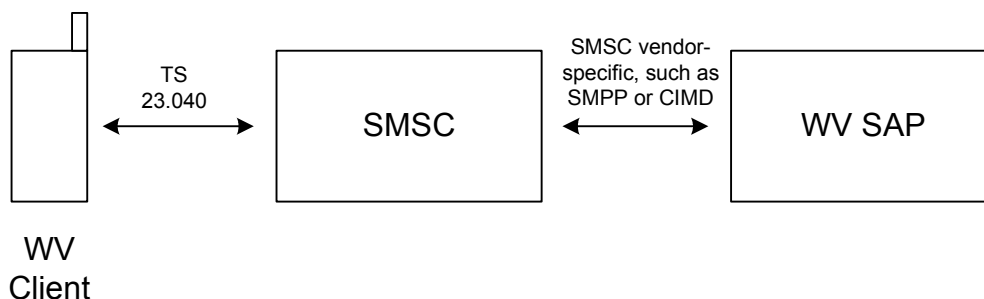 TS
23.040
SMSC vendor-
specific, such as
SMPP or CIMD
SMSC
WV SAP
WV
Client